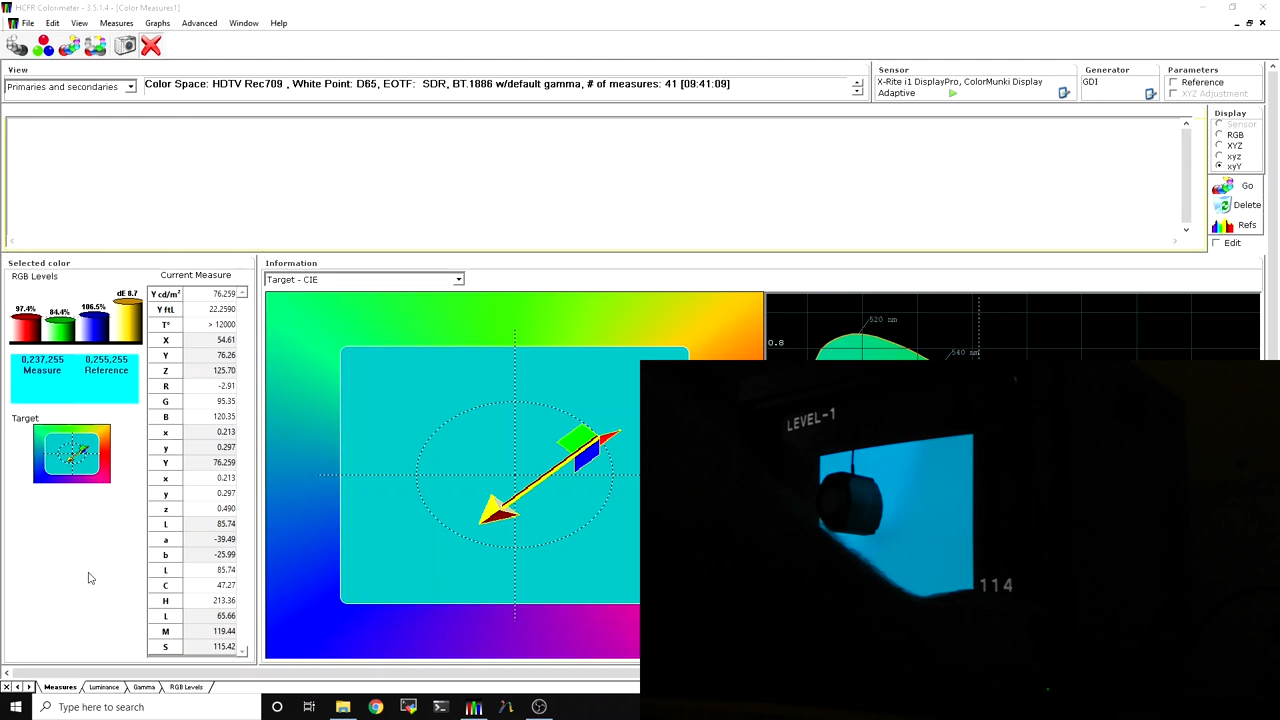 HCFR Colorimeter - 3.5.1.4 - [Color Measures1]
File Edit View Measures Graphs Advanced Window Help
View
Primaries and secondaries
Color Space: HDTV Rec709 , White Point: D65, EOTF: SDR, BT.1886 w/default gamma, # of measures: 41 [09:41:09]
Sensor
X-Rite i1 DisplayPro, ColorMunki Display
Adaptive
Generator
GDI
Parameters
Reference
XYZ Adjustment
Display
Sensor
RGB
XYZ
xyz
xyY
Go
Delete
Refs
Edit
Selected color
RGB Levels
dE 8.7
97.4% 84.4% 106.5%
0,237,255 0,255,255
Measure Reference
Target
Current Measure
Y cd/m² 76.259
Y ftL 22.2590
T° > 12000
X 54.61
Y 76.26
Z 125.70
R -2.91
G 95.35
B 120.35
x 0.213
y 0.297
Y 76.259
x 0.213
y 0.297
z 0.490
L 85.74
a -39.49
b -25.99
L 85.74
C 47.27
H 213.36
L 65.66
M 119.44
S 115.42
Information
Target - CIE
520 nm
0.8
540 nm
LEVEL-1
114
Measures Luminance Gamma RGB Levels
Type here to search